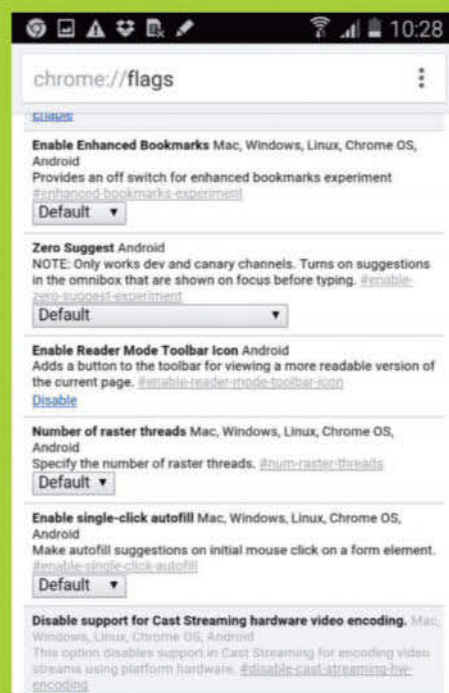 10:28
chrome://flags
Enable
Enable Enhanced Bookmarks Mac, Windows, Linux, Chrome OS,
Android
Provides an off switch for enhanced bookmarks experiment
#enhanced-bookmarks-experiment
Default
Zero Suggest Android
NOTE: Only works dev and canary channels. Turns on suggestions
in the omnibox that are shown on focus before typing. #enable-
zero-suggest-experiment
Default
Enable Reader Mode Toolbar Icon Android
Adds a button to the toolbar for viewing a more readable version of
the current page. #enable-reader-mode-toolbar-icon
Disable
Number of raster threads Mac, Windows, Linux, Chrome OS,
Android
Specify the number of raster threads. #num-raster-threads
Default
Enable single-click autofill Mac, Windows, Linux, Chrome OS,
Android
Make autofill suggestions on initial mouse click on a form element.
#enable-single-click-autofill
Default
Disable support for Cast Streaming hardware video encoding. Mac,
Windows, Linux, Chrome OS, Android
This option disables support in Cast Streaming for encoding video
streams using platform hardware. #disable-cast-streaming-hw-
encoding